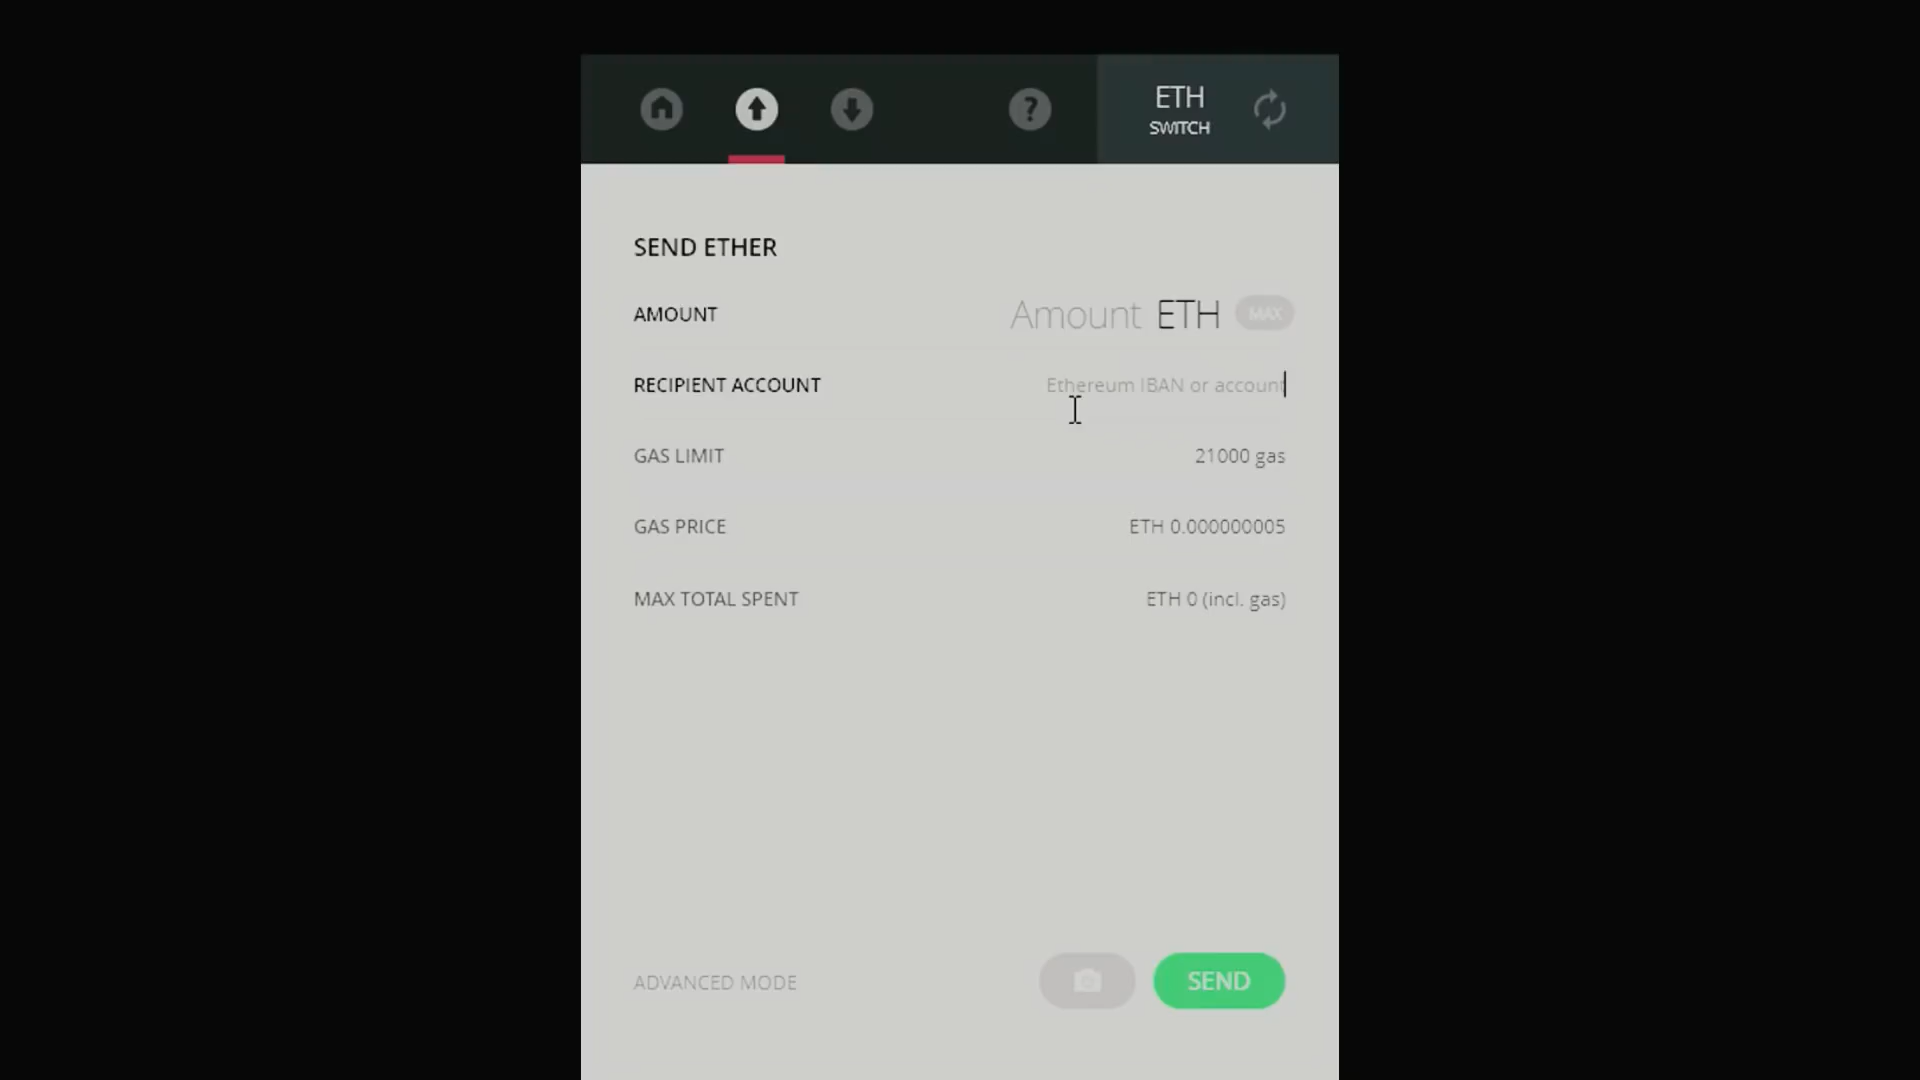 ETH
SWITCH
SEND ETHER
AMOUNT Amount ETH MAX
RECIPIENT ACCOUNT Ethereum IBAN or account
GAS LIMIT 21000 gas
GAS PRICE ETH 0.000000005
MAX TOTAL SPENT ETH 0 (incl. gas)
ADVANCED MODE SEND